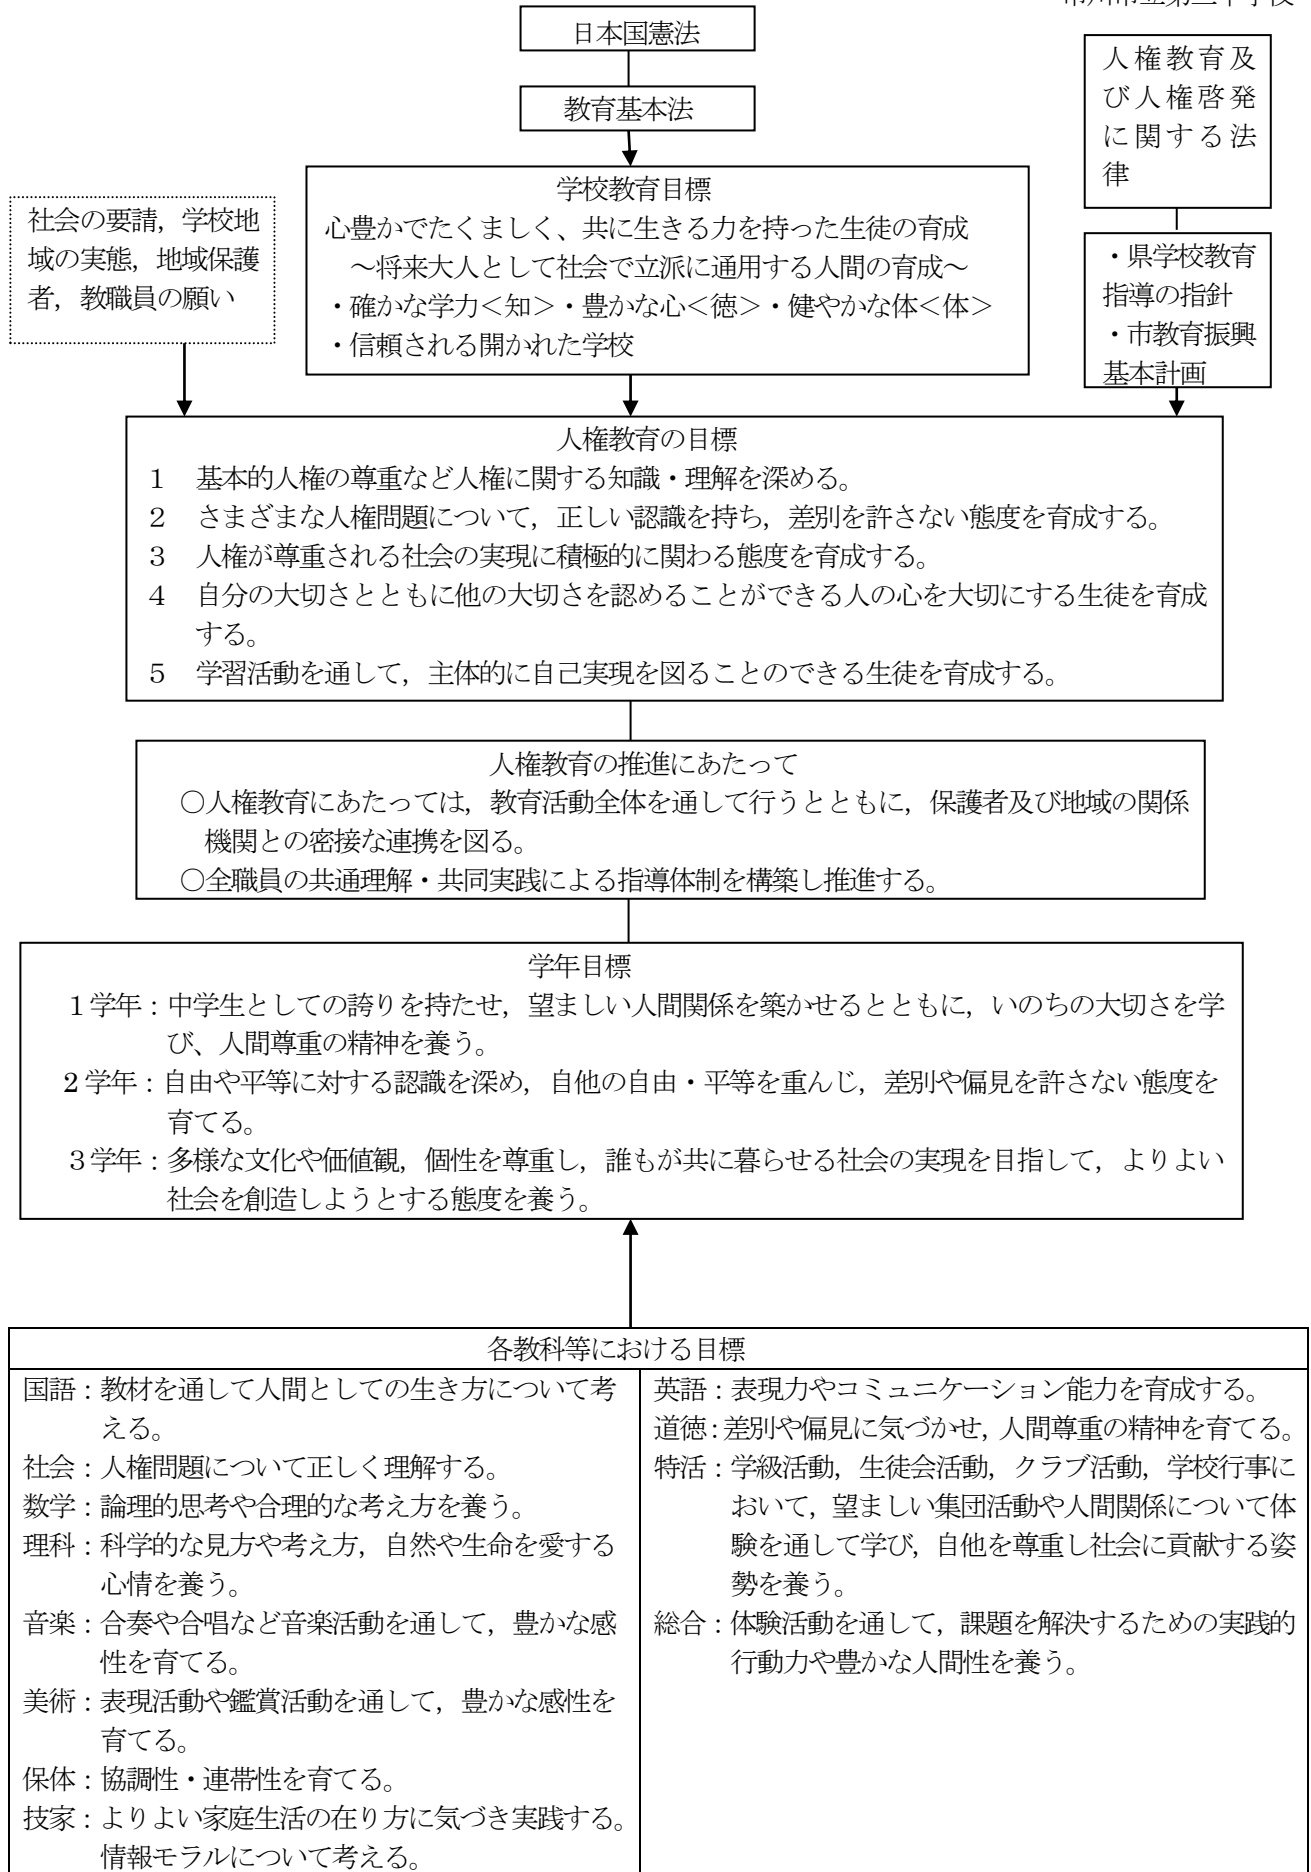 日本国憲法
教育基本法
人権教育及
び人権啓発
に関する法
律
学校教育目標
心豊かでたくましく、共に生きる力を持った生徒の育成
～将来大人として社会で立派に通用する人間の育成～
・確かな学力＜知＞・豊かな心＜徳＞・健やかな体＜体＞
・信頼される開かれた学校
社会の要請，学校地
域の実態，地域保護
者，教職員の願い
・県学校教育
指導の指針
・市教育振興
基本計画
人権教育の目標
１　基本的人権の尊重など人権に関する知識・理解を深める。
２　さまざまな人権問題について，正しい認識を持ち，差別を許さない態度を育成する。
３　人権が尊重される社会の実現に積極的に関わる態度を育成する。
４　自分の大切さとともに他の大切さを認めることができる人の心を大切にする生徒を育成
する。
５　学習活動を通して，主体的に自己実現を図ることのできる生徒を育成する。
人権教育の推進にあたって
○人権教育にあたっては，教育活動全体を通して行うとともに，保護者及び地域の関係
機関との密接な連携を図る。
○全職員の共通理解・共同実践による指導体制を構築し推進する。
学年目標
１学年：中学生としての誇りを持たせ，望ましい人間関係を築かせるとともに，いのちの大切さを学
び、人間尊重の精神を養う。
２学年：自由や平等に対する認識を深め，自他の自由・平等を重んじ，差別や偏見を許さない態度を
育てる。
３学年：多様な文化や価値観，個性を尊重し，誰もが共に暮らせる社会の実現を目指して，よりよい
社会を創造しようとする態度を養う。
各教科等における目標
国語：教材を通して人間としての生き方について考
える。
社会：人権問題について正しく理解する。
数学：論理的思考や合理的な考え方を養う。
理科：科学的な見方や考え方，自然や生命を愛する
心情を養う。
音楽：合奏や合唱など音楽活動を通して，豊かな感
性を育てる。
美術：表現活動や鑑賞活動を通して，豊かな感性を
育てる。
保体：協調性・連帯性を育てる。
技家：よりよい家庭生活の在り方に気づき実践する。
情報モラルについて考える。
英語：表現力やコミュニケーション能力を育成する。
道徳：差別や偏見に気づかせ，人間尊重の精神を育てる。
特活：学級活動，生徒会活動，クラブ活動，学校行事に
おいて，望ましい集団活動や人間関係について体
験を通して学び，自他を尊重し社会に貢献する姿
勢を養う。
総合：体験活動を通して，課題を解決するための実践的
行動力や豊かな人間性を養う。